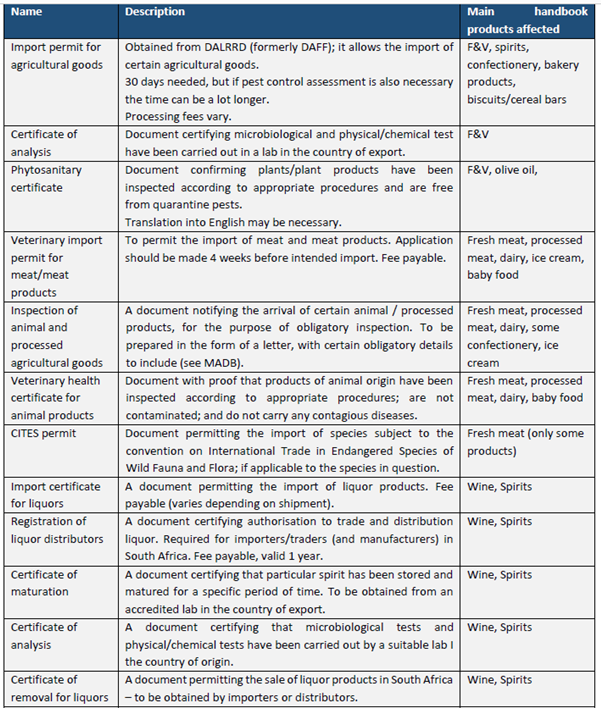 Name Description Main handbook
products affected
Import permit for Obtained from DALRRD (formerly DAFF); it allows the import of F&V, spirits,
agricultural goods certain agricultural goods. confectionery, bakery
30 days needed, but if pest control assessment is also necessary products,
the time can be a lot longer. biscuits/cereal bars
Processing fees vary.
Certificate of Document certifying microbiological and physical/chemical test F&V
analysis have been carried out in a lab in the country of export.
Phytosanitary Document confirming plants/plant products have been F&V, olive oil,
certificate inspected according to appropriate procedures and are free
from quarantine pests.
Translation into English may be necessary.
Veterinary import To permit the import of meat and meat products. Application Fresh meat, processed
permit for should be made 4 weeks before intended import. Fee payable. meat, dairy, ice cream,
meat/meat baby food
products
Inspection of A document notifying the arrival of certain animal / processed Fresh meat, processed
animal and products, for the purpose of obligatory inspection. To be meat, dairy, some
processed prepared in the form of a letter, with certain obligatory details confectionery, ice
agricultural goods to include (see MADB). cream
Veterinary health Document with proof that products of animal origin have been Fresh meat, processed
certificate for inspected according to appropriate procedures; are not meat, dairy, baby food
animal products contaminated; and do not carry any contagious diseases.
CITES permit Document permitting the import of species subject to the Fresh meat (only some
convention on International Trade in Endangered Species of products)
Wild Fauna and Flora; if applicable to the species in question.
Import certificate A document permitting the import of liquor products. Fee Wine, Spirits
for liquors payable (varies depending on shipment).
Registration of A document certifying authorisation to trade and distribution Wine, Spirits
liquor distributors liquor. Required for importers/traders (and manufacturers) in
South Africa. Fee payable, valid 1 year.
Certificate of A document certifying that particular spirit has been stored and Wine, Spirits
maturation matured for a specific period of time. To be obtained from an
accredited lab in the country of export.
Certificate of A document certifying that microbiological tests and Wine, Spirits
analysis physical/chemical tests have been carried out by a suitable lab I
the country of origin.
Certificate of A document permitting the sale of liquor products in South Africa Wine, Spirits
removal for liquors – to be obtained by importers or distributors.